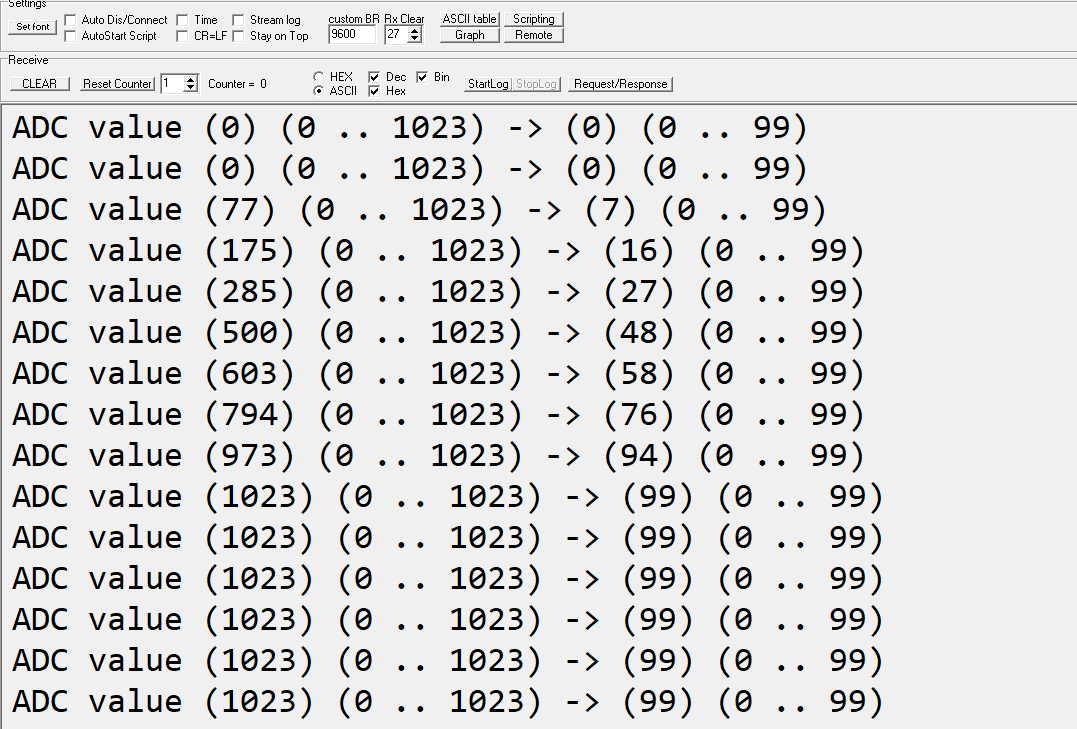 Settings
Set font
Auto Dis/Connect
Time
Stream log
custom BR
Rx Clear
ASCII table
Scripting
AutoStart Script
CR=LF
Stay on Top
9600
27
Graph
Remote
Receive
CLEAR
Reset Counter
1
Counter = 0
HEX
Dec
Bin
ASCII
Hex
StartLog
StopLog
Request/Response
ADC value (0) (0 .. 1023) -> (0) (0 .. 99)
ADC value (0) (0 .. 1023) -> (0) (0 .. 99)
ADC value (77) (0 .. 1023) -> (7) (0 .. 99)
ADC value (175) (0 .. 1023) -> (16) (0 .. 99)
ADC value (285) (0 .. 1023) -> (27) (0 .. 99)
ADC value (500) (0 .. 1023) -> (48) (0 .. 99)
ADC value (603) (0 .. 1023) -> (58) (0 .. 99)
ADC value (794) (0 .. 1023) -> (76) (0 .. 99)
ADC value (973) (0 .. 1023) -> (94) (0 .. 99)
ADC value (1023) (0 .. 1023) -> (99) (0 .. 99)
ADC value (1023) (0 .. 1023) -> (99) (0 .. 99)
ADC value (1023) (0 .. 1023) -> (99) (0 .. 99)
ADC value (1023) (0 .. 1023) -> (99) (0 .. 99)
ADC value (1023) (0 .. 1023) -> (99) (0 .. 99)
ADC value (1023) (0 .. 1023) -> (99) (0 .. 99)